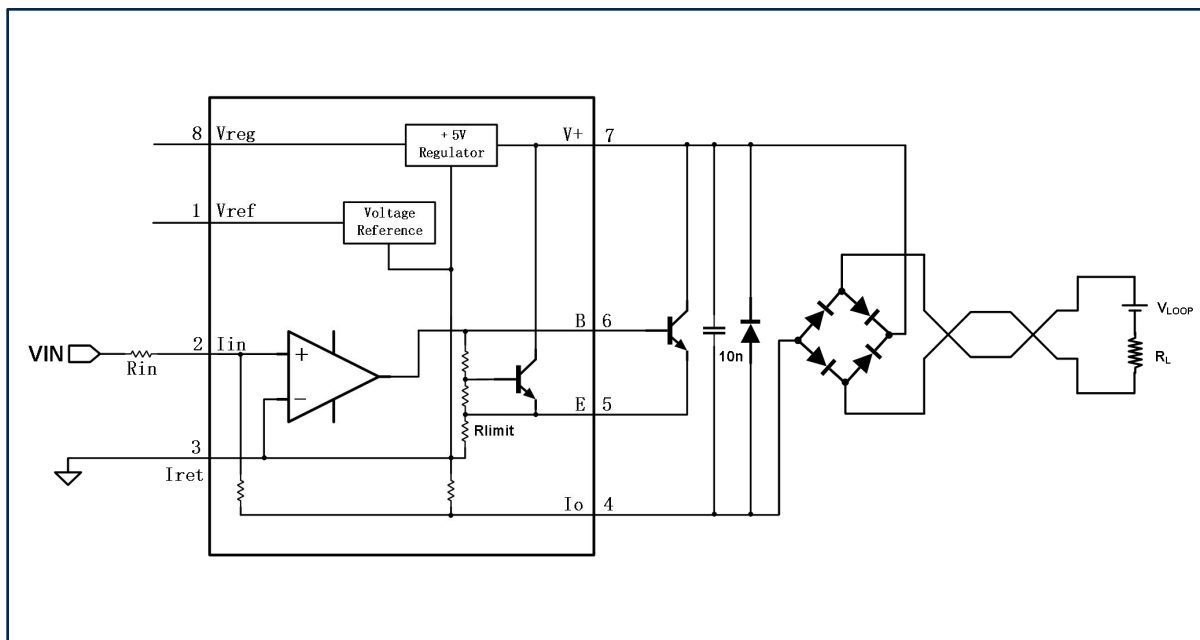 8 Vreg
+5V
Regulator
V+ 7
1 Vref
Voltage
Reference
B 6
VIN
Rin
2 Iin
+
−
10n
VLOOP
RL
E 5
Rlimit
3
Iret
Io 4